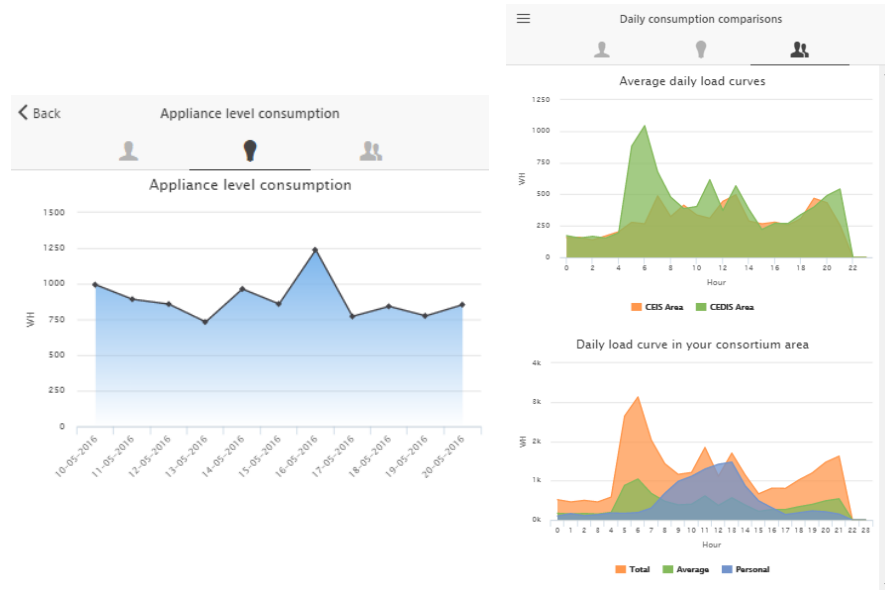 Back
Appliance level consumption
Appliance level consumption
1500
1250
1000
750
500
250
0
WH
10-05-2016
11-05-2016
12-05-2016
13-05-2016
14-05-2016
15-05-2016
16-05-2016
17-05-2016
18-05-2016
19-05-2016
20-05-2016
Daily consumption comparisons
Average daily load curves
1250
1000
750
500
250
0
WH
0 2 4 6 8 10 12 14 16 18 20 22
Hour
CEIS Area CEDIS Area
Daily load curve in your consortium area
4k
3k
2k
1k
0k
WH
0 1 2 3 4 5 6 7 8 9 10 11 12 13 14 15 16 17 18 19 20 21 22 23
Hour
Total Average Personal